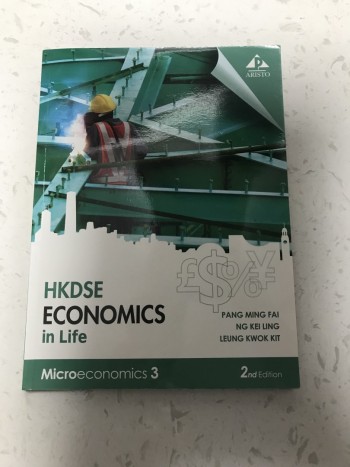 ARISTO
£$%¥
HKDSE
ECONOMICS
in Life
PANG MING FAI
NG KEI LING
LEUNG KWOK KIT
Microeconomics 3
2nd Edition